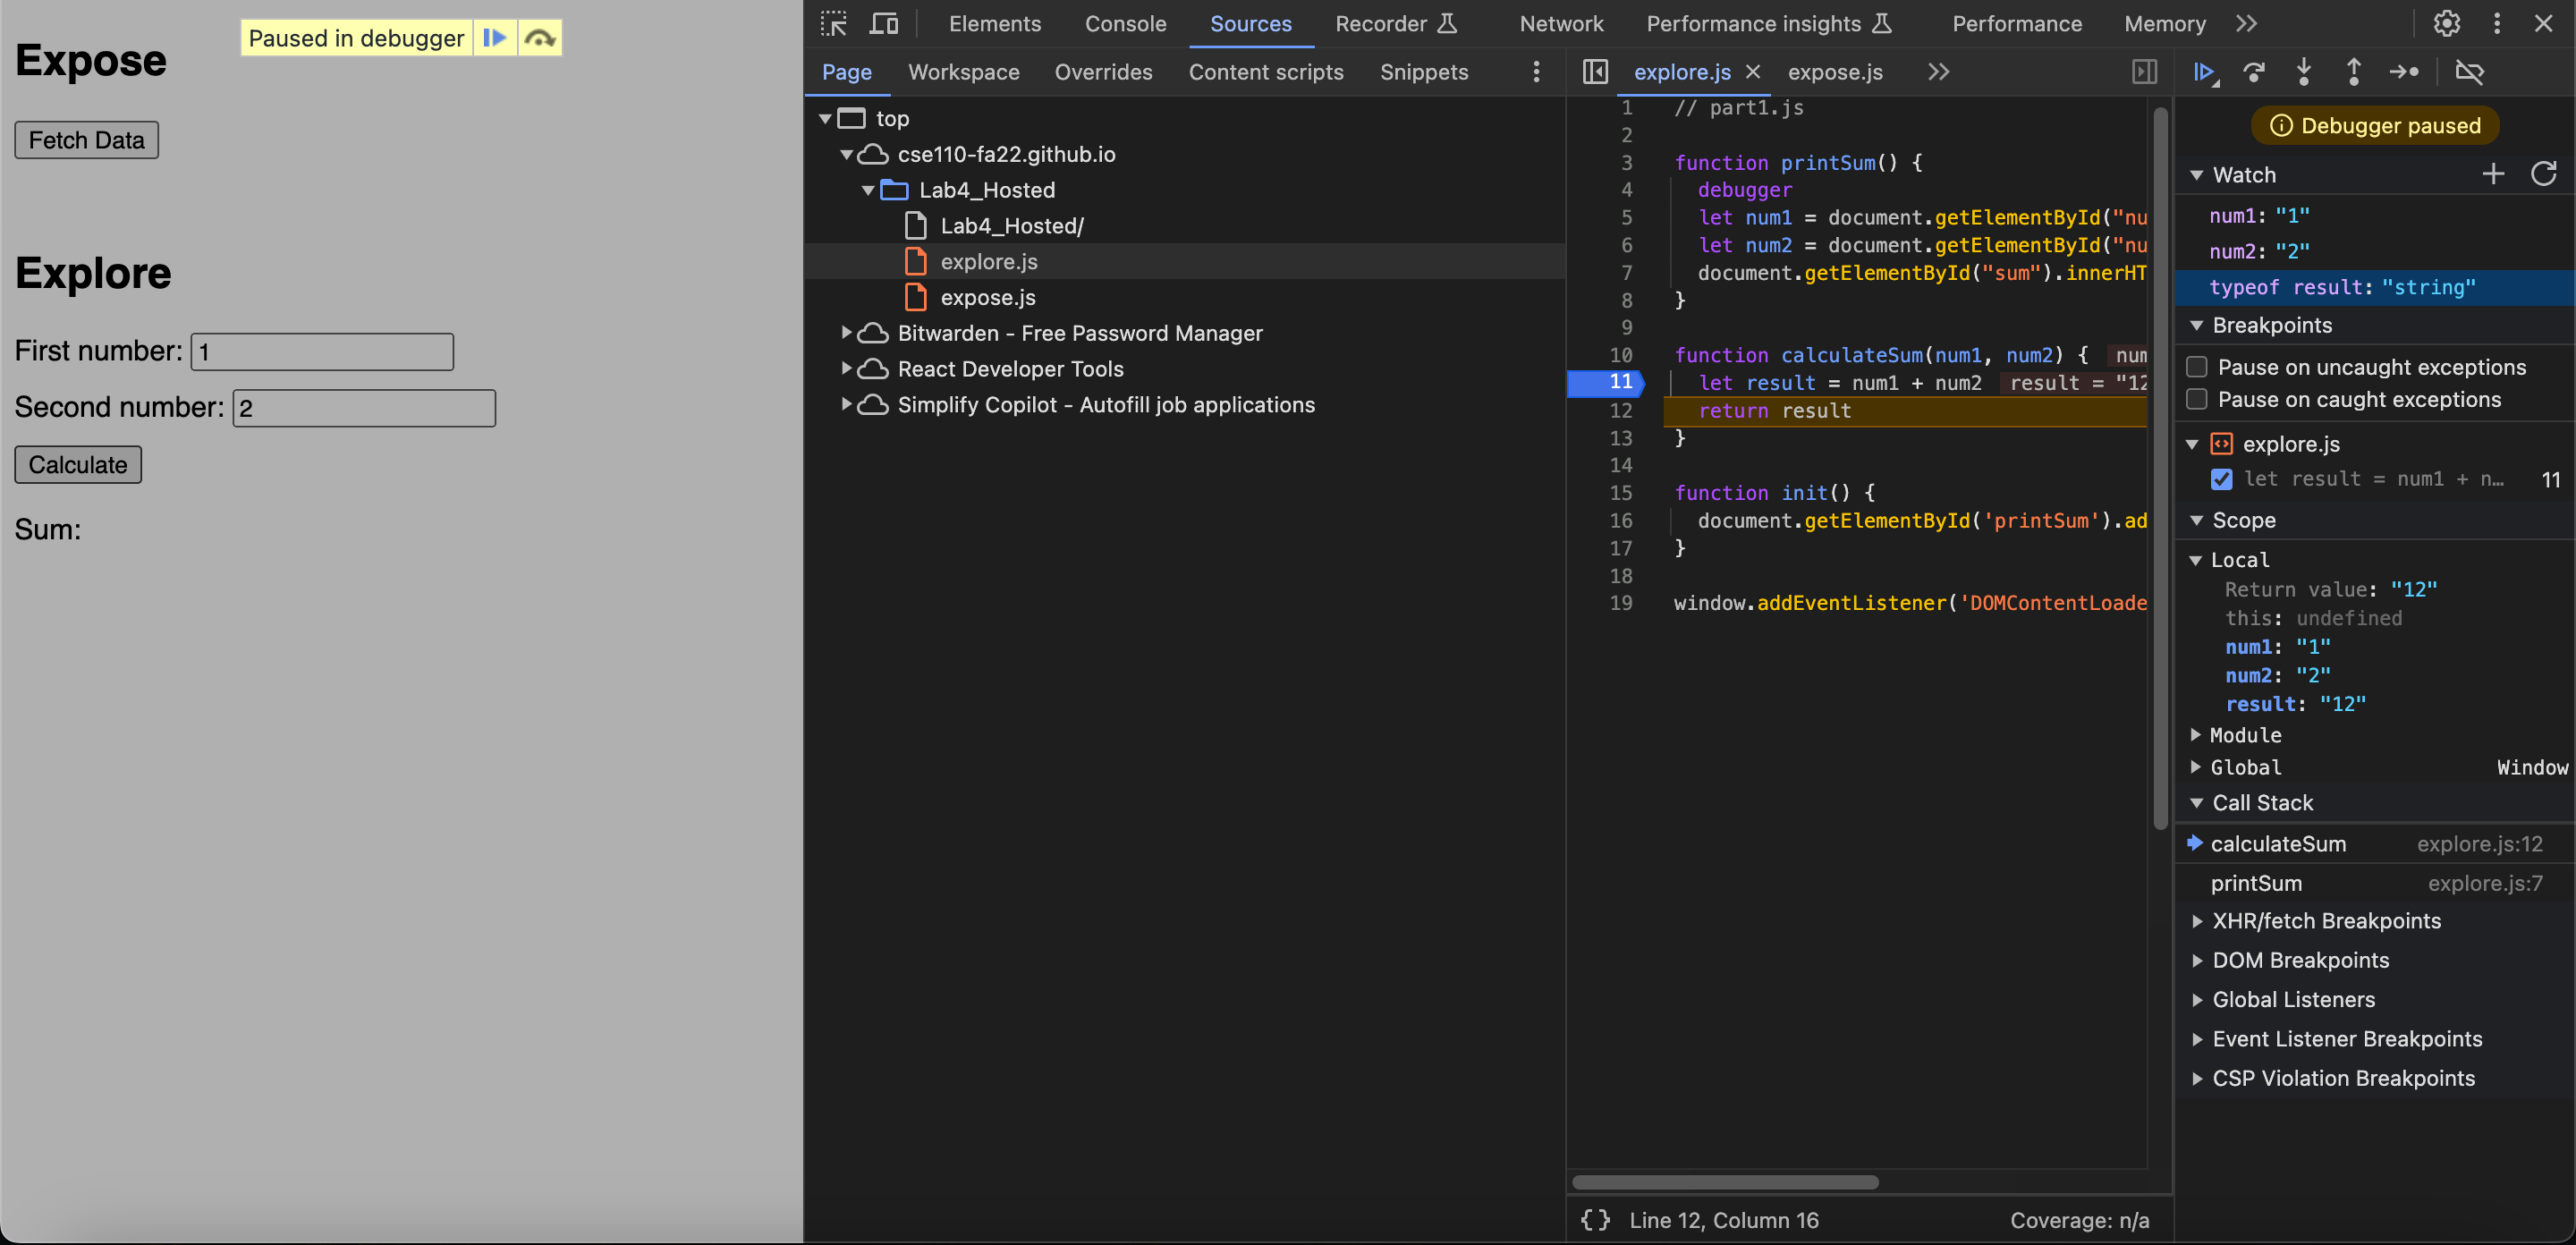 Expose
Paused in debugger
Fetch Data
Explore
First number: 1
Second number: 2
Calculate
Sum:
Elements Console Sources Recorder Network Performance insights Performance Memory
Page Workspace Overrides Content scripts Snippets
top
cse110-fa22.github.io
Lab4_Hosted
Lab4_Hosted/
explore.js
expose.js
Bitwarden - Free Password Manager
React Developer Tools
Simplify Copilot - Autofill job applications
explore.js expose.js
1 // part1.js
2
3 function printSum() {
4 debugger
5 let num1 = document.getElementById("nu
6 let num2 = document.getElementById("nu
7 document.getElementById("sum").innerHT
8 }
9
10 function calculateSum(num1, num2) { num
11 let result = num1 + num2 result = "12
12 return result
13 }
14
15 function init() {
16 document.getElementById('printSum').ad
17 }
18
19 window.addEventListener('DOMContentLoade
{} Line 12, Column 16 Coverage: n/a
Debugger paused
Watch
num1: "1"
num2: "2"
typeof result: "string"
Breakpoints
Pause on uncaught exceptions
Pause on caught exceptions
explore.js
let result = num1 + n… 11
Scope
Local
Return value: "12"
this: undefined
num1: "1"
num2: "2"
result: "12"
Module
Global Window
Call Stack
calculateSum explore.js:12
printSum explore.js:7
XHR/fetch Breakpoints
DOM Breakpoints
Global Listeners
Event Listener Breakpoints
CSP Violation Breakpoints